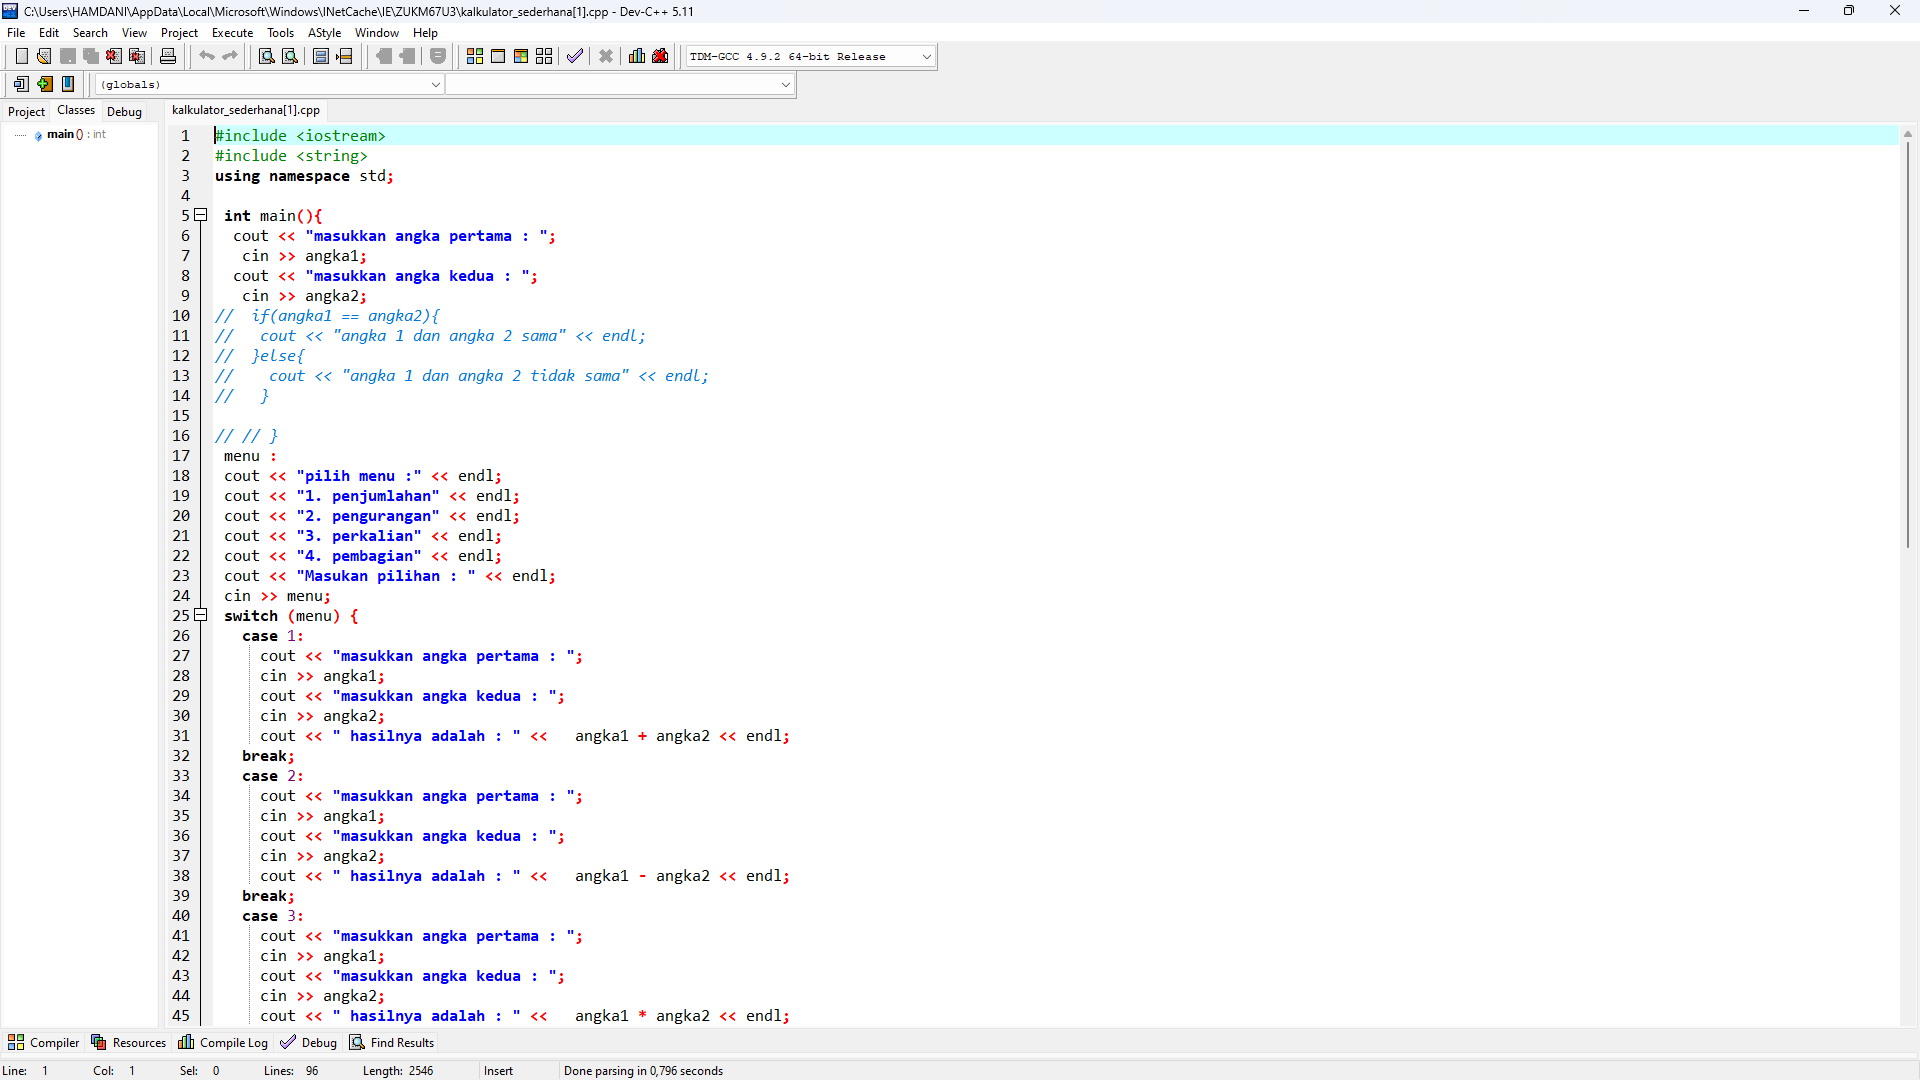 C:\Users\HAMDANI\AppData\Local\Microsoft\Windows\INetCache\IE\ZUKM67U3\kalkulator_sederhana[1].cpp - Dev-C++ 5.11
File Edit Search View Project Execute Tools AStyle Window Help
TDM-GCC 4.9.2 64-bit Release
(globals)
Project Classes Debug kalkulator_sederhana[1].cpp
main () : int
1 #include <iostream>
2 #include <string>
3 using namespace std;
4
5 int main(){
6 cout << "masukkan angka pertama : ";
7 cin >> angka1;
8 cout << "masukkan angka kedua : ";
9 cin >> angka2;
10 // if(angka1 == angka2){
11 // cout << "angka 1 dan angka 2 sama" << endl;
12 // }else{
13 // cout << "angka 1 dan angka 2 tidak sama" << endl;
14 // }
15
16 // // }
17 menu :
18 cout << "pilih menu :" << endl;
19 cout << "1. penjumlahan" << endl;
20 cout << "2. pengurangan" << endl;
21 cout << "3. perkalian" << endl;
22 cout << "4. pembagian" << endl;
23 cout << "Masukan pilihan : " << endl;
24 cin >> menu;
25 switch (menu) {
26 case 1:
27 cout << "masukkan angka pertama : ";
28 cin >> angka1;
29 cout << "masukkan angka kedua : ";
30 cin >> angka2;
31 cout << " hasilnya adalah : " << angka1 + angka2 << endl;
32 break;
33 case 2:
34 cout << "masukkan angka pertama : ";
35 cin >> angka1;
36 cout << "masukkan angka kedua : ";
37 cin >> angka2;
38 cout << " hasilnya adalah : " << angka1 - angka2 << endl;
39 break;
40 case 3:
41 cout << "masukkan angka pertama : ";
42 cin >> angka1;
43 cout << "masukkan angka kedua : ";
44 cin >> angka2;
45 cout << " hasilnya adalah : " << angka1 * angka2 << endl;
Compiler Resources Compile Log Debug Find Results
Line: 1 Col: 1 Sel: 0 Lines: 96 Length: 2546 Insert Done parsing in 0,796 seconds